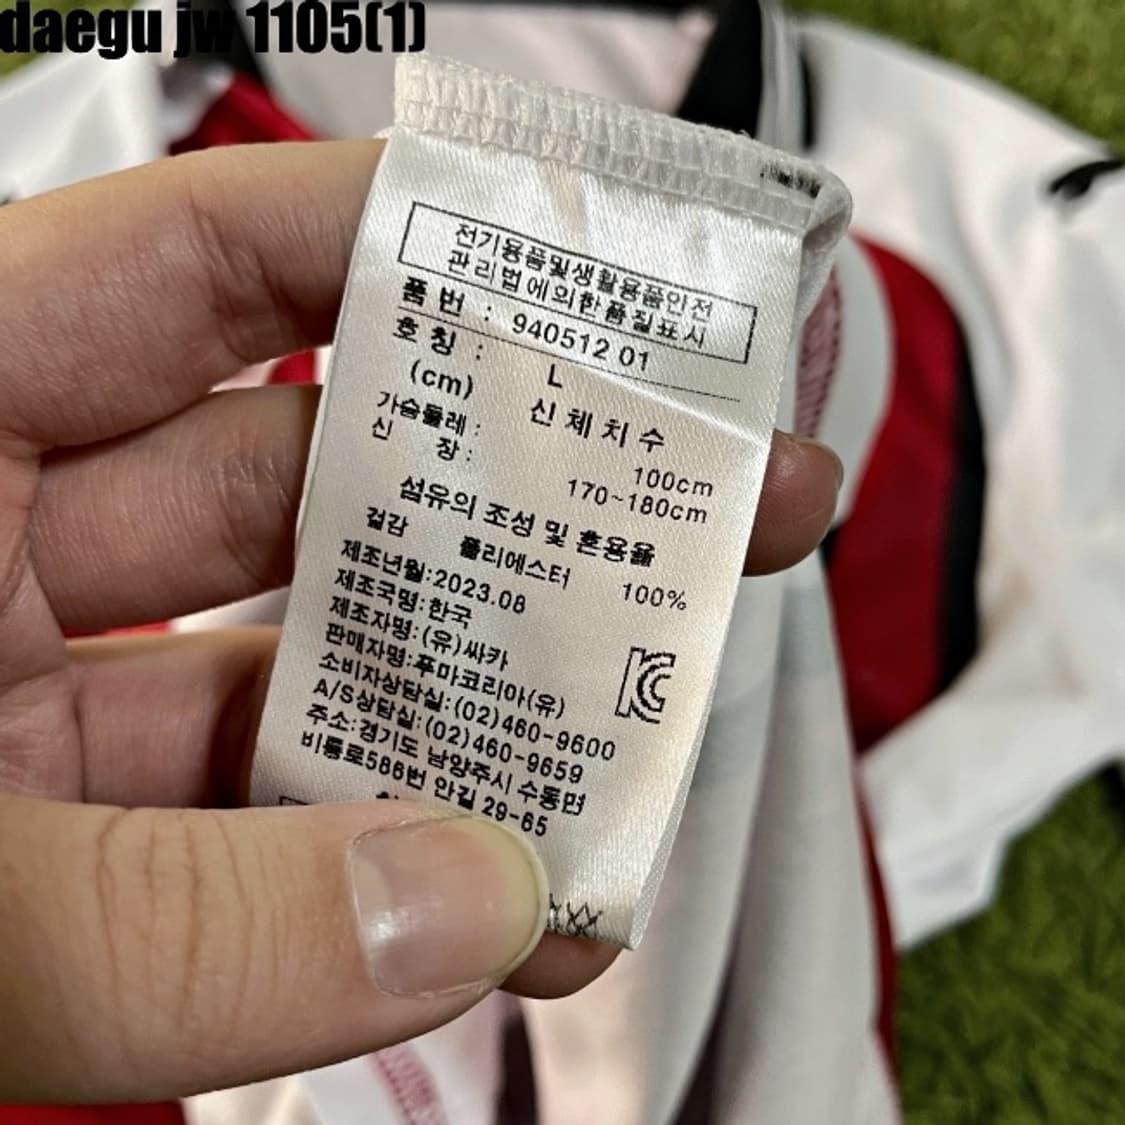 daegu jw 1105(1)
전기용품및생활용품안전
관리법에의한품질표시
품 번 : 940512 01
호 칭 : L
(cm) 신 체 치 수
가슴둘레 : 100cm
신 장 : 170~180cm
섬유의 조성 및 혼용율
겉감 폴리에스터 100%
제조년월:2023.08
제조국명:한국
제조자명:(유)싸카
판매자명:푸마코리아(유)
소비자상담실:(02)460-9600
A/S상담실:(02)460-9659
주소:경기도 남양주시 수동면
비룡로586번 안길 29-65